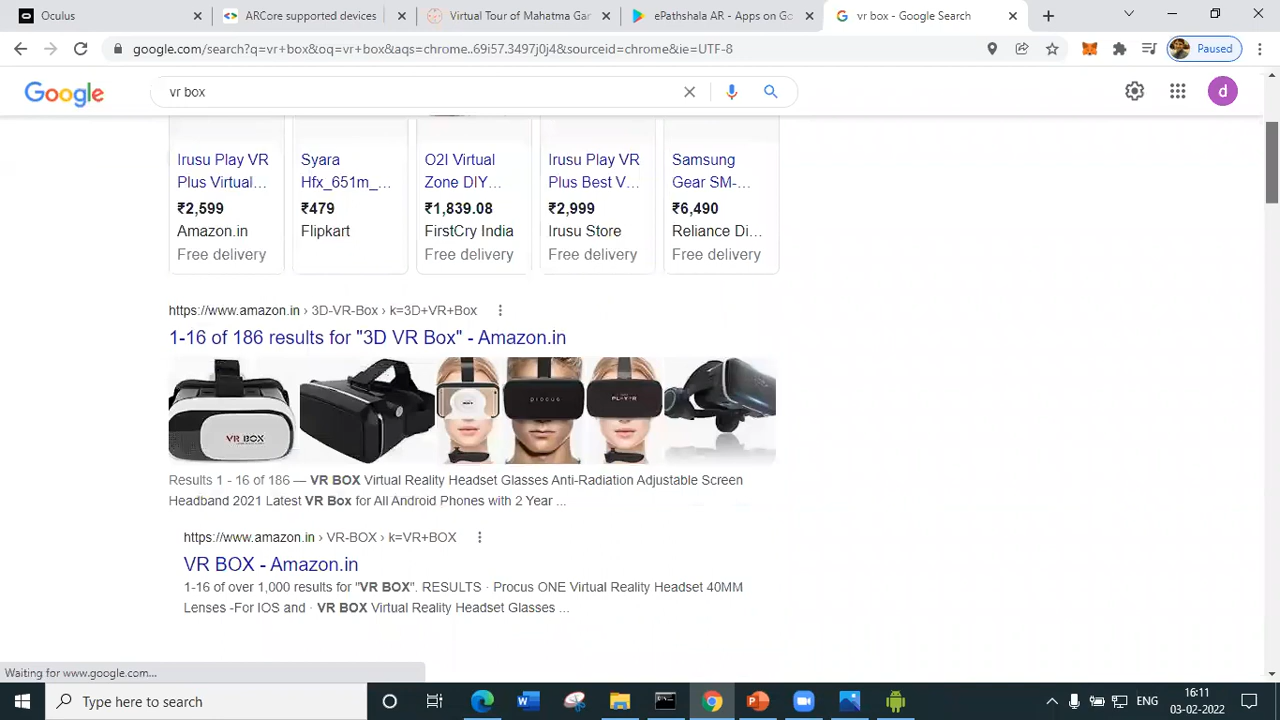 Oculus
ARCore supported devices
Virtual Tour of Mahatma Gan
ePathshala AR - Apps on Go
vr box - Google Search
google.com/search?q=vr+box&oq=vr+box&aqs=chrome..69i57.3497j0j4&sourceid=chrome&ie=UTF-8
Paused
Google
vr box
d
Irusu Play VR
Plus Virtual...
₹2,599
Amazon.in
Free delivery
Syara
Hfx_651m_...
₹479
Flipkart
O2I Virtual
Zone DIY...
₹1,839.08
FirstCry India
Free delivery
Irusu Play VR
Plus Best V...
₹2,999
Irusu Store
Free delivery
Samsung
Gear SM-...
₹6,490
Reliance Di...
Free delivery
https://www.amazon.in › 3D-VR-Box › k=3D+VR+Box
1-16 of 186 results for "3D VR Box" - Amazon.in
VR BOX
procus
Results 1 - 16 of 186 — VR BOX Virtual Reality Headset Glasses Anti-Radiation Adjustable Screen
Headband 2021 Latest VR Box for All Android Phones with 2 Year ...
https://www.amazon.in › VR-BOX › k=VR+BOX
VR BOX - Amazon.in
1-16 of over 1,000 results for "VR BOX". RESULTS · Procus ONE Virtual Reality Headset 40MM
Lenses -For IOS and · VR BOX Virtual Reality Headset Glasses ...
Waiting for www.google.com...
Type here to search
ENG
16:11
03-02-2022